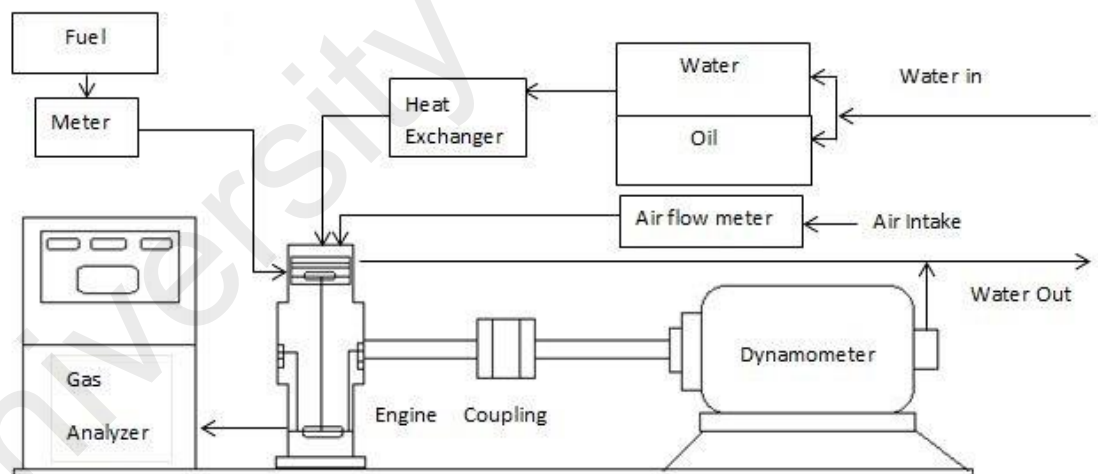 Fuel
Meter
Heat
Exchanger
Water
Oil
Water in
Air flow meter
Air Intake
Water Out
Gas
Analyzer
Engine
Coupling
Dynamometer
niversity